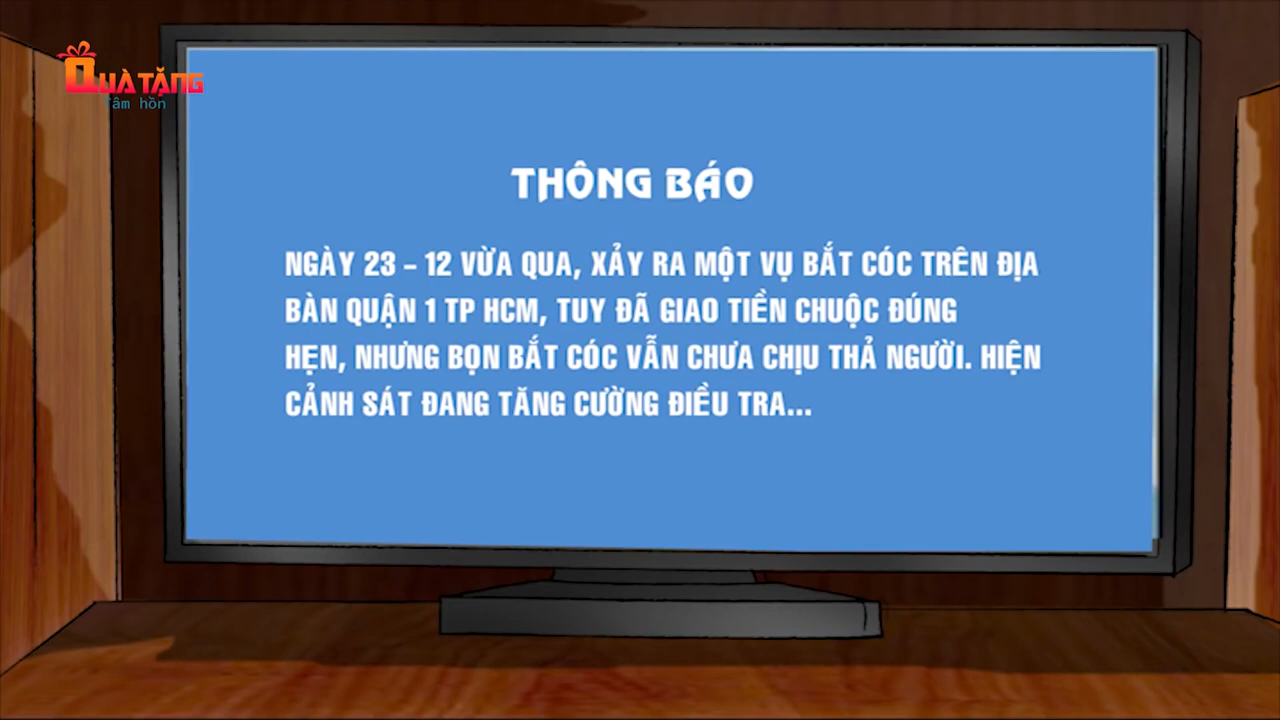 QUÀ TẶNG
tâm hồn
THÔNG BÁO
NGÀY 23 – 12 VỪA QUA, XẢY RA MỘT VỤ BẮT CÓC TRÊN ĐỊA
BÀN QUẬN 1 TP HCM, TUY ĐÃ GIAO TIỀN CHUỘC ĐÚNG
HẸN, NHƯNG BỌN BẮT CÓC VẪN CHƯA CHỊU THẢ NGƯỜI. HIỆN
CẢNH SÁT ĐANG TĂNG CƯỜNG ĐIỀU TRA...